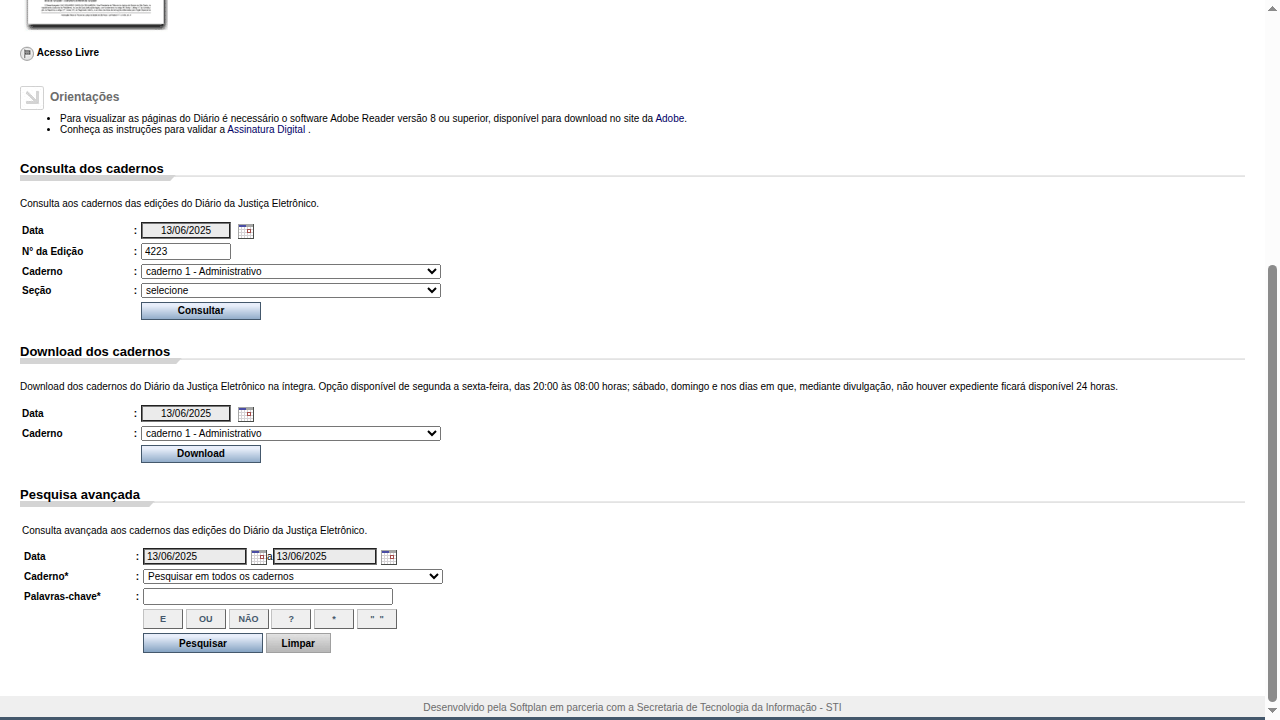 Acesso Livre
Orientações
• Para visualizar as páginas do Diário é necessário o software Adobe Reader versão 8 ou superior, disponível para download no site da Adobe.
• Conheça as instruções para validar a Assinatura Digital .
Consulta dos cadernos
Consulta aos cadernos das edições do Diário da Justiça Eletrônico.
Data : 13/06/2025
N° da Edição : 4223
Caderno : caderno 1 - Administrativo
Seção : selecione
Consultar
Download dos cadernos
Download dos cadernos do Diário da Justiça Eletrônico na íntegra. Opção disponível de segunda a sexta-feira, das 20:00 às 08:00 horas; sábado, domingo e nos dias em que, mediante divulgação, não houver expediente ficará disponível 24 horas.
Data : 13/06/2025
Caderno : caderno 1 - Administrativo
Download
Pesquisa avançada
Consulta avançada aos cadernos das edições do Diário da Justiça Eletrônico.
Data : 13/06/2025 a 13/06/2025
Caderno* : Pesquisar em todos os cadernos
Palavras-chave* :
E OU NÃO ? * " "
Pesquisar Limpar
Desenvolvido pela Softplan em parceria com a Secretaria de Tecnologia da Informação - STI